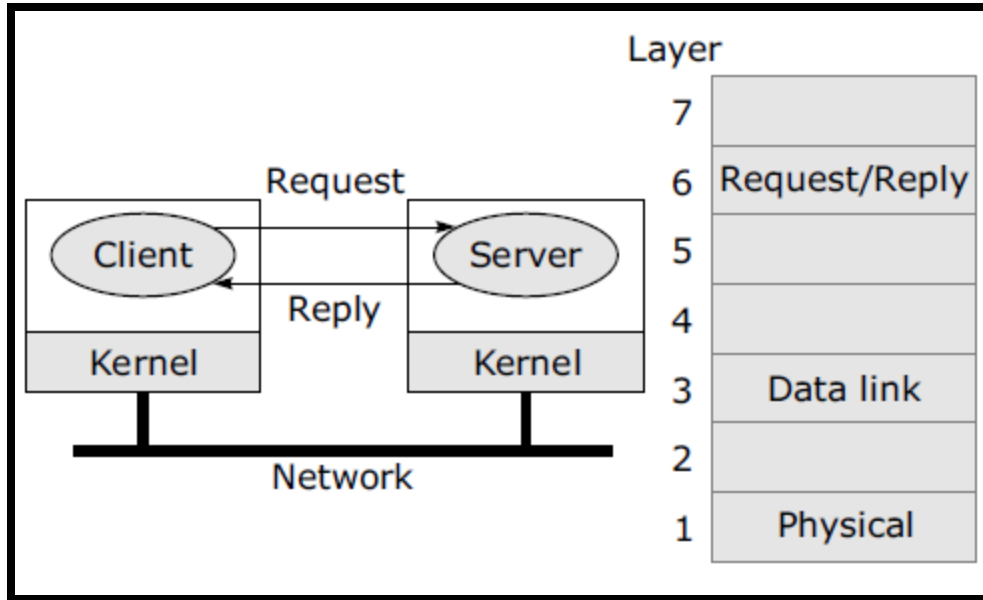 Layer
7
Request
6 Request/Reply
Client
Server
5
Reply
4
Kernel
Kernel
3 Data link
2
Network
1 Physical